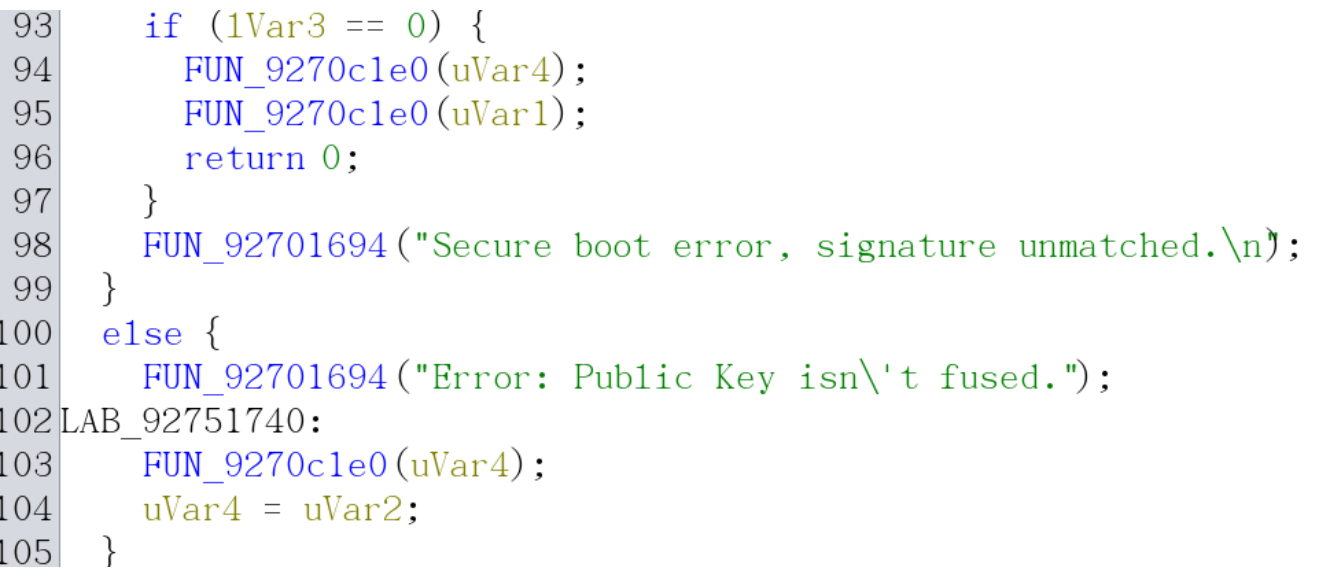 93 if (lVar3 == 0) {
94 FUN_9270c1e0(uVar4);
95 FUN_9270c1e0(uVar1);
96 return 0;
97 }
98 FUN_92701694("Secure boot error, signature unmatched.\n");
99 }
100 else {
101 FUN_92701694("Error: Public Key isn\'t fused.");
102 LAB_92751740:
103 FUN_9270c1e0(uVar4);
104 uVar4 = uVar2;
105 }